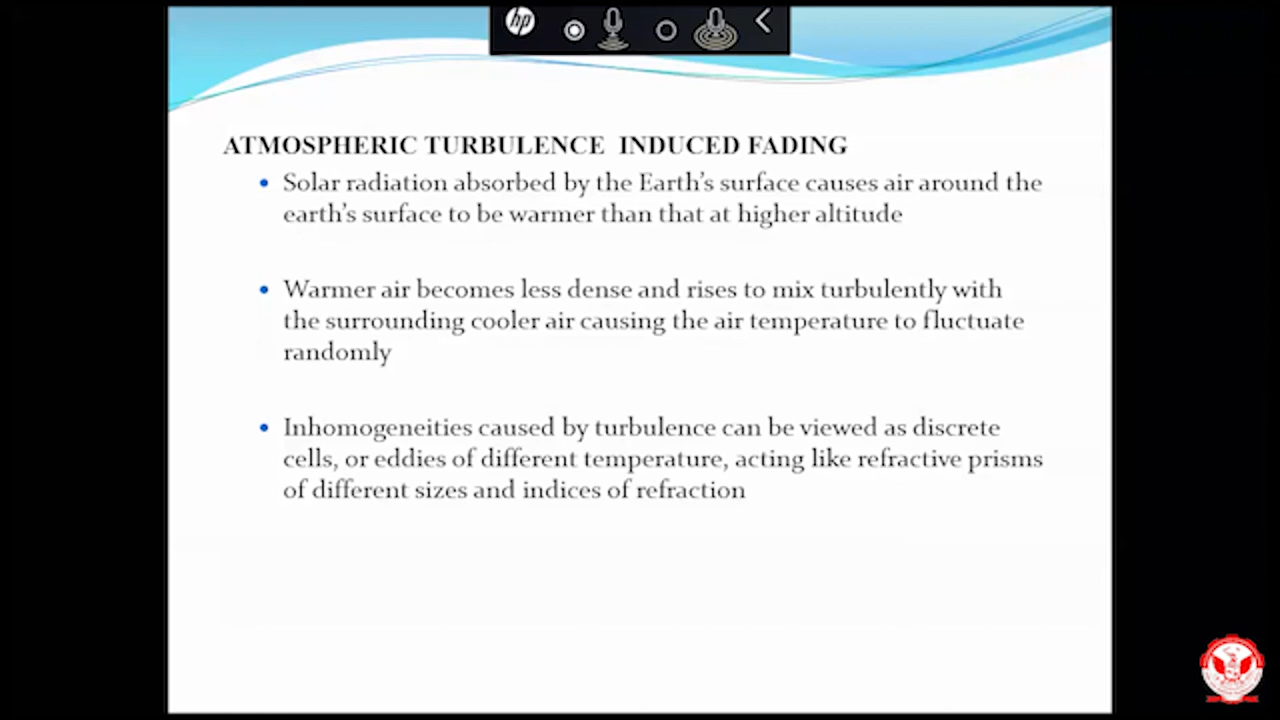 hp
ATMOSPHERIC TURBULENCE INDUCED FADING
• Solar radiation absorbed by the Earth's surface causes air around the
earth's surface to be warmer than that at higher altitude
• Warmer air becomes less dense and rises to mix turbulently with
the surrounding cooler air causing the air temperature to fluctuate
randomly
• Inhomogeneities caused by turbulence can be viewed as discrete
cells, or eddies of different temperature, acting like refractive prisms
of different sizes and indices of refraction